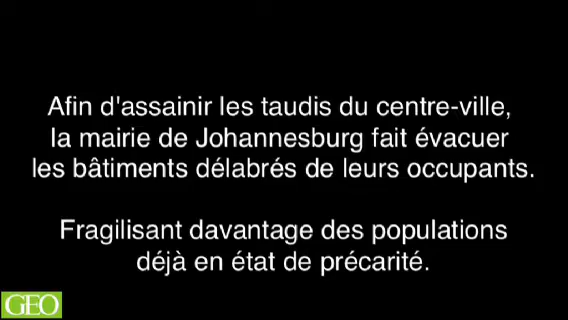 Afin d'assainir les taudis du centre-ville,
la mairie de Johannesburg fait évacuer
les bâtiments délabrés de leurs occupants.
Fragilisant davantage des populations
déjà en état de précarité.
GEO